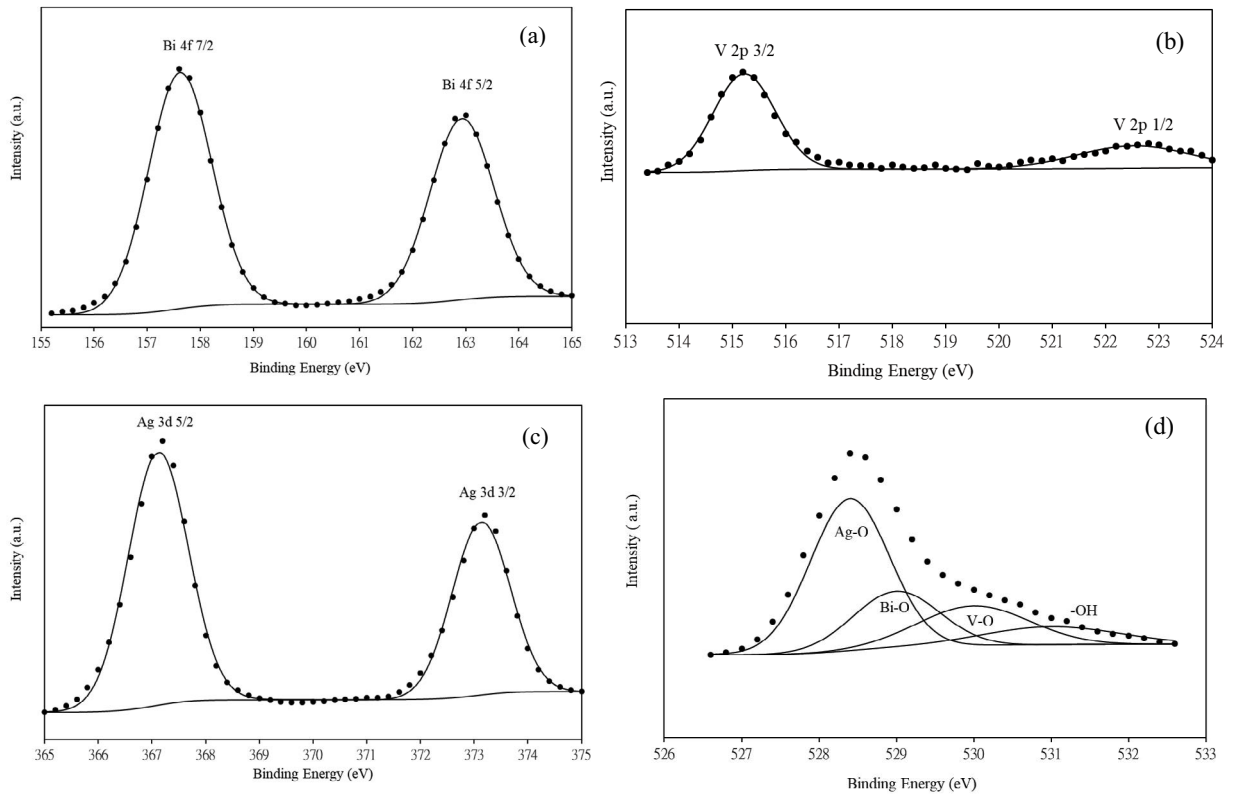 (a)
Bi 4f 7/2
Bi 4f 5/2
Intensity (a.u.)
155 156 157 158 159 160 161 162 163 164 165
Binding Energy (eV)
(b)
V 2p 3/2
V 2p 1/2
Intensity (a.u.)
513 514 515 516 517 518 519 520 521 522 523 524
Binding Energy (eV)
(c)
Ag 3d 5/2
Ag 3d 3/2
Intensity (a.u.)
365 366 367 368 369 370 371 372 373 374 375
Binding Energy (eV)
(d)
Ag-O
Bi-O
V-O
-OH
Intensity ( a.u.)
526 527 528 529 530 531 532 533
Binding Energy (eV)